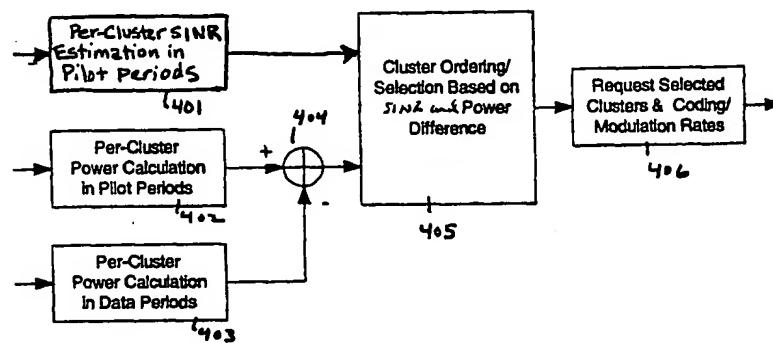 Per-Cluster SINR
Estimation in
Pilot Periods
401
Per-Cluster
Power Calculation
in Pilot Periods
402
Per-Cluster
Power Calculation
in Data Periods
403
404
+
-
Cluster Ordering/
Selection Based on
SINR and Power
Difference
405
Request Selected
Clusters & Coding/
Modulation Rates
406